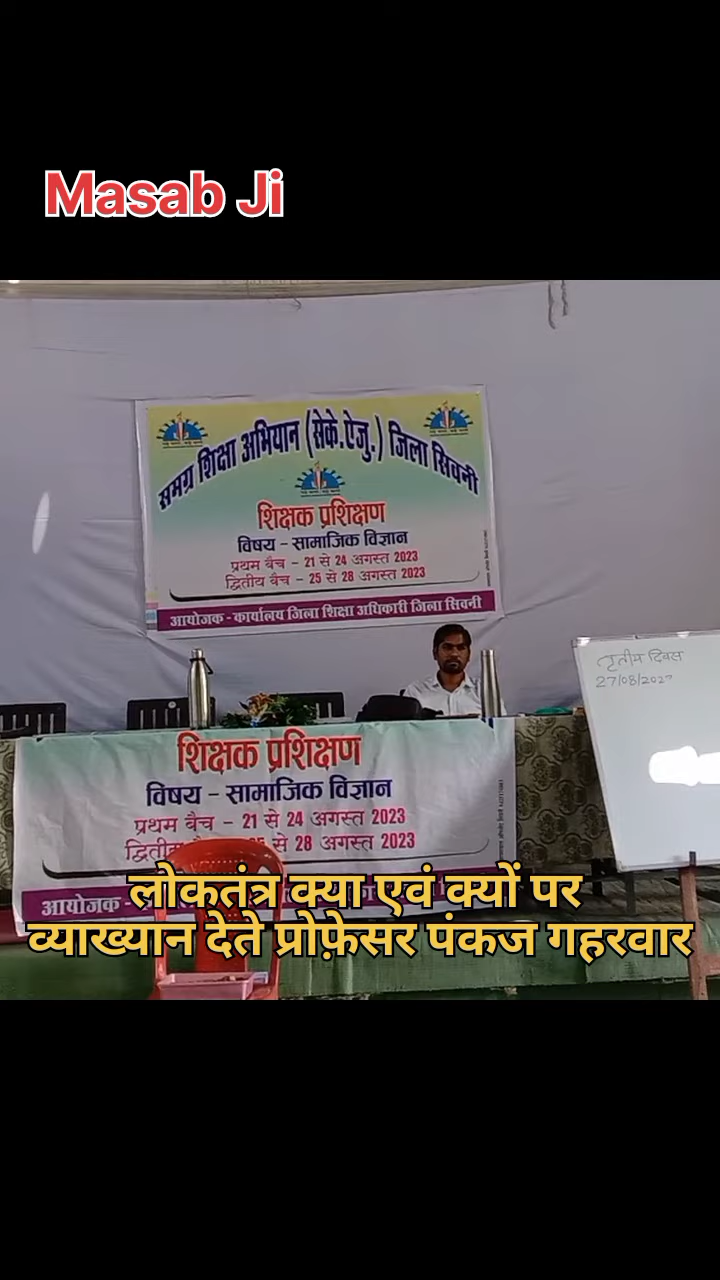 Masab Ji
समग्र शिक्षा अभियान (सेके.ऐजु.) जिला सिवनी
शिक्षक प्रशिक्षण
विषय – सामाजिक विज्ञान
प्रथम बैच – 21 से 24 अगस्त 2023
द्वितीय बैच – 25 से 28 अगस्त 2023
आयोजक - कार्यालय जिला शिक्षा अधिकारी जिला सिवनी
तृतीय दिवस
27/08/2023
शिक्षक प्रशिक्षण
विषय – सामाजिक विज्ञान
प्रथम बैच – 21 से 24 अगस्त 2023
द्वितीय से 28 अगस्त 2023
आयोजक
लोकतंत्र क्या एवं क्यों पर
व्याख्यान देते प्रोफ़ेसर पंकज गहरवार